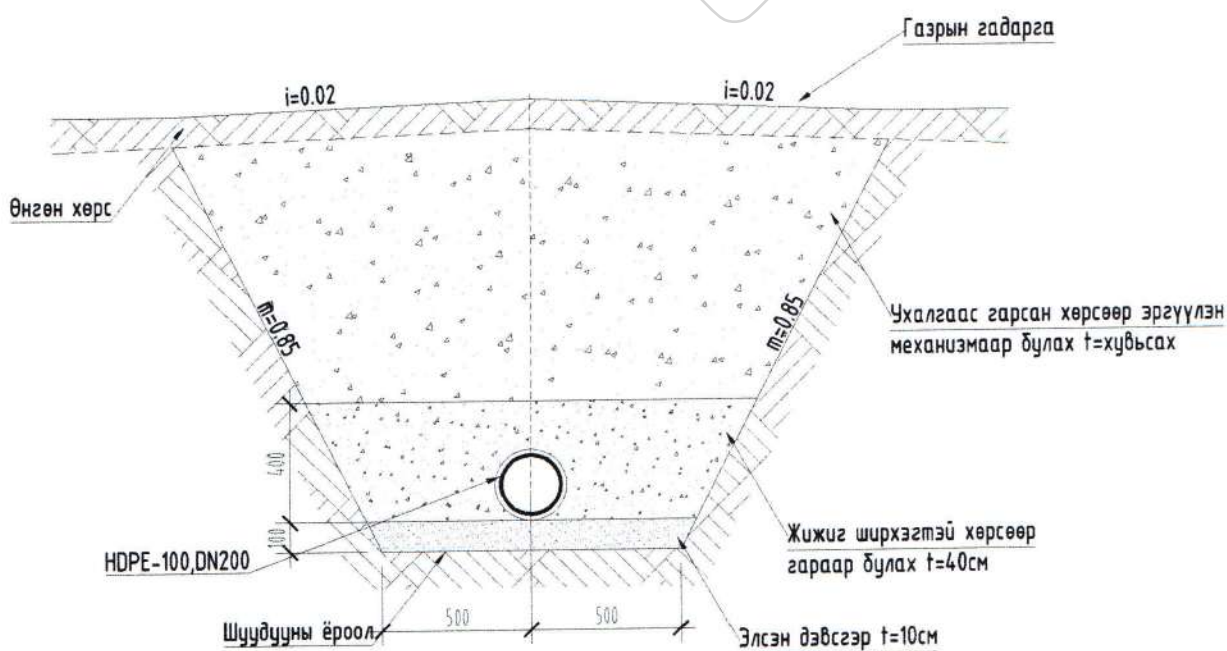 Газрын гадарга
i=0.02
i=0.02
Өнгөн хөрс
m=0.85
m=0.85
Ухалгаас гарсан хөрсөөр эргүүлэн
механизмаар булах t=хувьсах
400
100
HDPE-100,DN200
Жижиг ширхэгтэй хөрсөөр
гараар булах t=40см
500
500
Шуудууны ёроол
Элсэн дэвсгэр t=10см